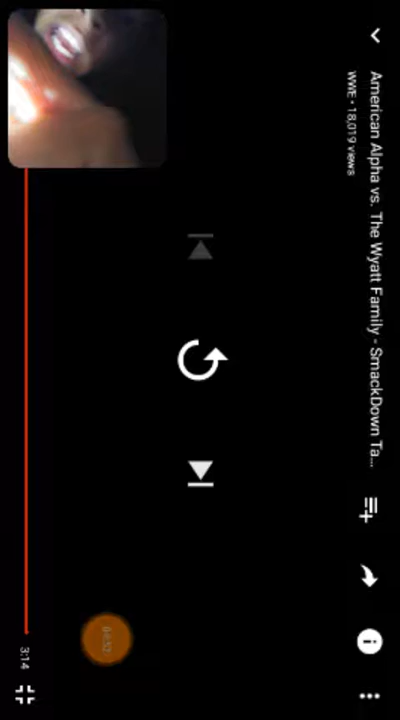 American Alpha vs. The Wyatt Family - SmackDown Ta...
WWE • 18,019 views
3:14